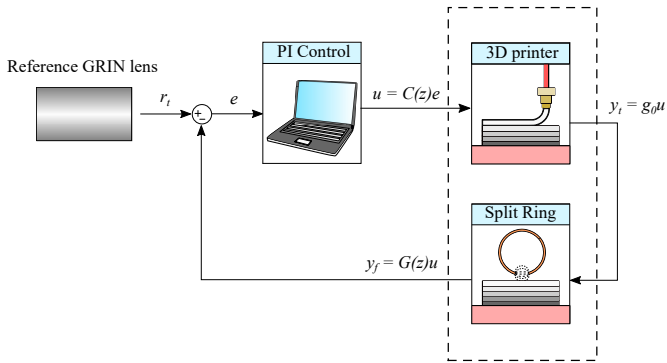 Reference GRIN lens
r_t
+
−
e
PI Control
u = C(z)e
3D printer
y_t = g_0u
Split Ring
y_f = G(z)u